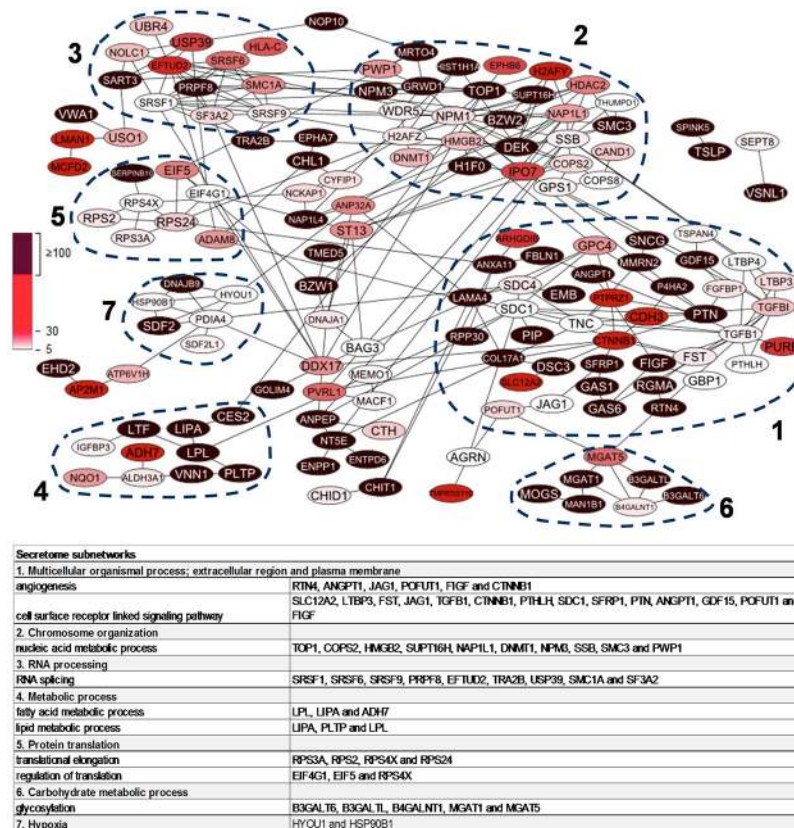 NOP10
UBR4
3
USP39
HLA-C
2
NOLC1
SRSF6
MRTO4
EFTUD2
PWP1
HIST1H1A
EPHB6
H2AFY
SART3
PRPF8
SMC1A
NPM3
GRWD1
TOP1
HDAC2
SUPT16H
THUMPD1
SRSF1
SF3A2
SRSF9
WDR5
NPM1
NAP1L1
BZW2
SMC3
VWA1
USO1
TRA2B
EPHA7
H2AFZ
HMGB2
DEK
SSB
SPINK5
TSLP
SEPT8
LMAN1
CHL1
DNMT1
H1F0
COPS2
CAND1
MCFD2
SERPINB10
EIF5
IPO7
GPS1
COPS8
VSNL1
CYFIP1
NCKAP1
5
RPS4X
EIF4G1
ANP32A
NAP1L4
RPS2
RPS24
ST13
RPS3A
ADAM8
ARHGDIB
GPC4
SNCG
TSPAN4
TMED5
FBLN1
ANXA11
MMRN2
GDF15
LTBP4
≥100
7
DNAJB9
BZW1
SDC4
ANGPT1
LTBP3
HSP90B1
HYOU1
LAMA4
EMB
PTPRZ1
P4HA2
FGFBP1
TGFBI
30
5
SDF2
PDIA4
DNAJA1
SDC1
TNC
CDH3
PTN
SDF2L1
BAG3
RPP30
PIP
CTNNB1
TGFB1
PURB
EHD2
ATP6V1H
DDX17
MEMO1
COL17A1
DSC3
SFRP1
FIGF
FST
PTHLH
AP2M1
GOLIM4
PVRL1
MACF1
SLC12A2
GAS1
RGMA
GBP1
CES2
LTF
LIPA
ANPEP
POFUT1
JAG1
GAS6
RTN4
IGFBP3
ADH7
LPL
NT5E
CTH
1
AGRN
MGAT5
4
NQO1
ALDH3A1
VNN1
PLTP
ENPP1
ENTPD6
MGAT1
B3GALTL
CHID1
CHIT1
MOGS
MAN1B1
B4GALNT1
B3GALT6
6
Secretome subnetworks
1. Multicellular organismal process; extracellular region and plasma membrane
angiogenesis RTN4, ANGPT1, JAG1, POFUT1, FIGF and CTNNB1
SLC12A2, LTBP3, FST, JAG1, TGFB1, CTNNB1, PTHLH, SDC1, SFRP1, PTN, ANGPT1, GDF15, POFUT1 an
cell surface receptor linked signaling pathway FIGF
2. Chromosome organization
nucleic acid metabolic process TOP1, COPS2, HMGB2, SUPT16H, NAP1L1, DNMT1, NPM3, SSB, SMC3 and PWP1
3. RNA processing
RNA splicing SRSF1, SRSF6, SRSF9, PRPF8, EFTUD2, TRA2B, USP39, SMC1A and SF3A2
4. Metabolic process
fatty acid metabolic process LPL, LIPA and ADH7
lipid metabolic process LIPA, PLTP and LPL
5. Protein translation
translational elongation RPS3A, RPS2, RPS4X and RPS24
regulation of translation EIF4G1, EIF5 and RPS4X
6. Carbohydrate metabolic process
glycosylation B3GALT6, B3GALTL, B4GALNT1, MGAT1 and MGAT5
7. Hypoxia HYOU1 and HSP90B1